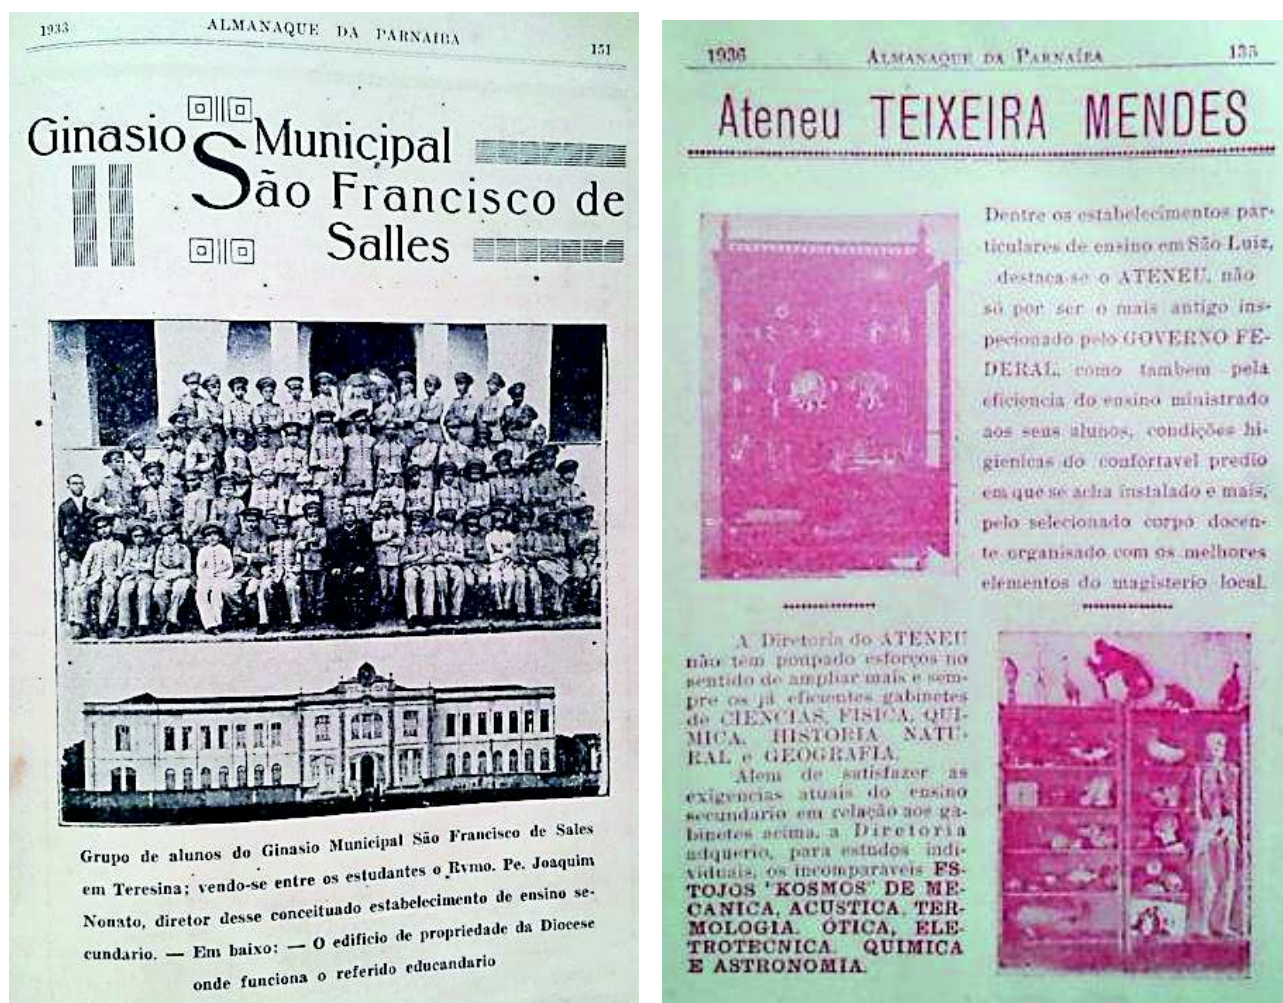 1933 ALMANAQUE DA PARNAÍBA 151
Ginasio Municipal
São Francisco de
Salles
Grupo de alunos do Ginasio Municipal São Francisco de Sales
em Teresina; vendo-se entre os estudantes o Rvmo. Pe. Joaquim
Nonato, diretor desse conceituado estabelecimento de ensino se-
cundario. — Em baixo: — O edificio de propriedade da Diocese
onde funciona o referido educandario
1936 ALMANAQUE DA PARNAÍBA 135
Ateneu TEIXEIRA MENDES
Dentre os estabelecimentos par-
ticulares de ensino em São Luiz,
destaca-se o ATENEU, não
só por ser o mais antigo ins-
pecionado pelo GOVERNO FE-
DERAL, como tambem pela
eficiencia do ensino ministrado
aos seus alunos, condições hi-
gienicas do confortavel predio
em que se acha instalado e mais,
pelo selecionado corpo docen-
te organisado com os melhores
elementos do magisterio local.
A Diretoria do ATENEU
não tem poupado esforços no
sentido de ampliar mais e sem-
pre os já eficientes gabinetes
de CIENCIAS, FISICA, QUI-
MICA, HISTORIA NATU-
RAL e GEOGRAFIA.
Alem de satisfazer as
exigencias atuais do ensino
secundario em relação aos ga-
binetes acima, a Diretoria
adquerio, para estudos indi-
viduais, os incomparaveis ES-
TOJOS "KOSMOS" DE ME-
CANICA, ACUSTICA, TER-
MOLOGIA, ÓTICA, ELE-
TROTECNICA, QUIMICA
E ASTRONOMIA.